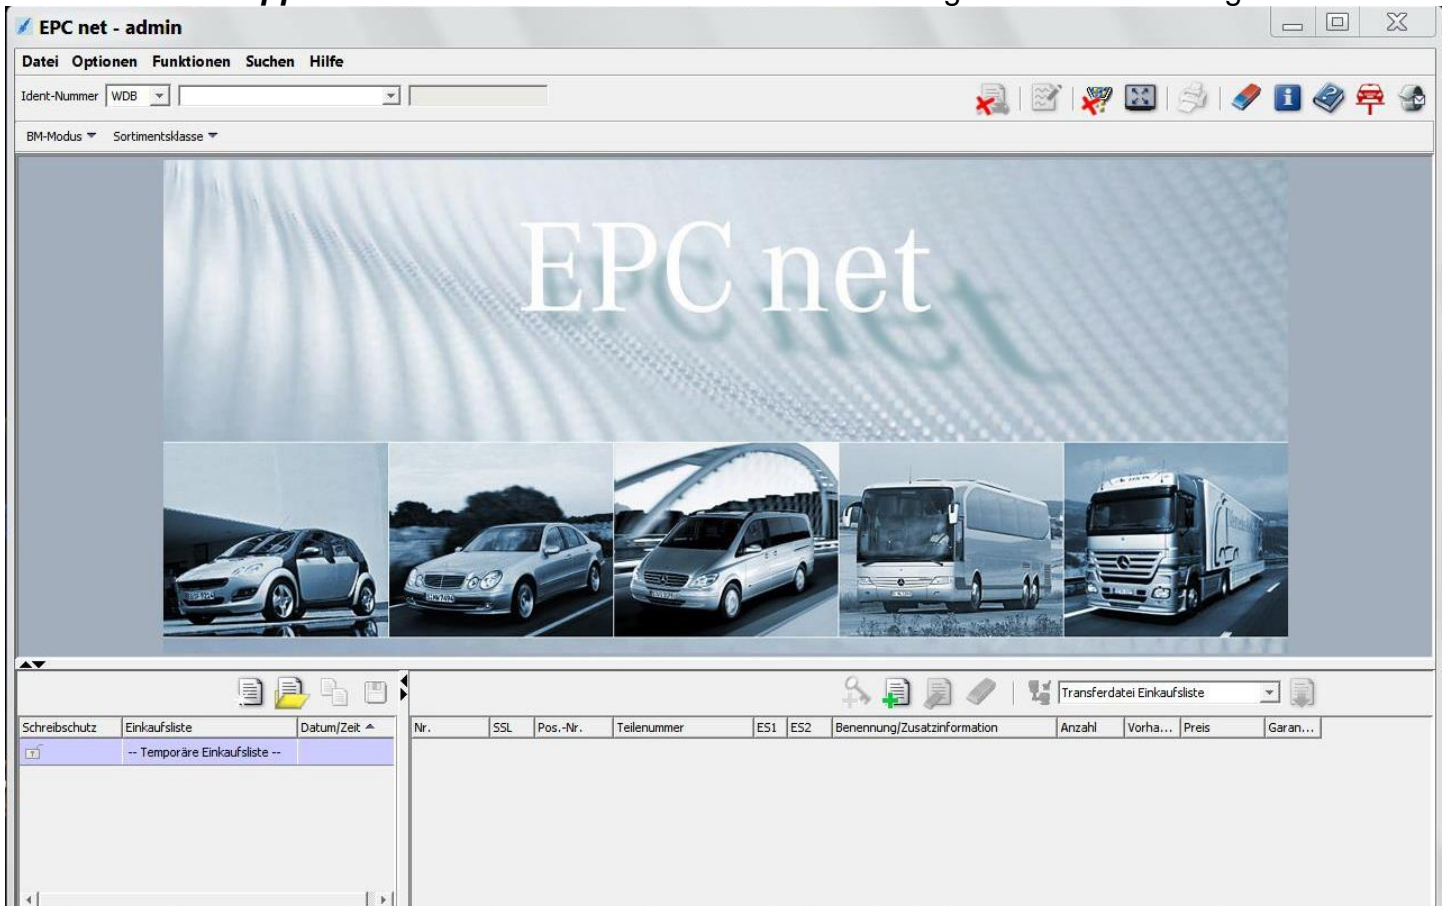 EPC net - admin
Datei Optionen Funktionen Suchen Hilfe
Ident-Nummer WDB
BM-Modus Sortimentsklasse
EPC net
Transferdatei Einkaufsliste
Schreibschutz Einkaufsliste Datum/Zeit Nr. SSL Pos.-Nr. Teilenummer ES1 ES2 Benennung/Zusatzinformation Anzahl Vorha... Preis Garan...
-- Temporäre Einkaufsliste --